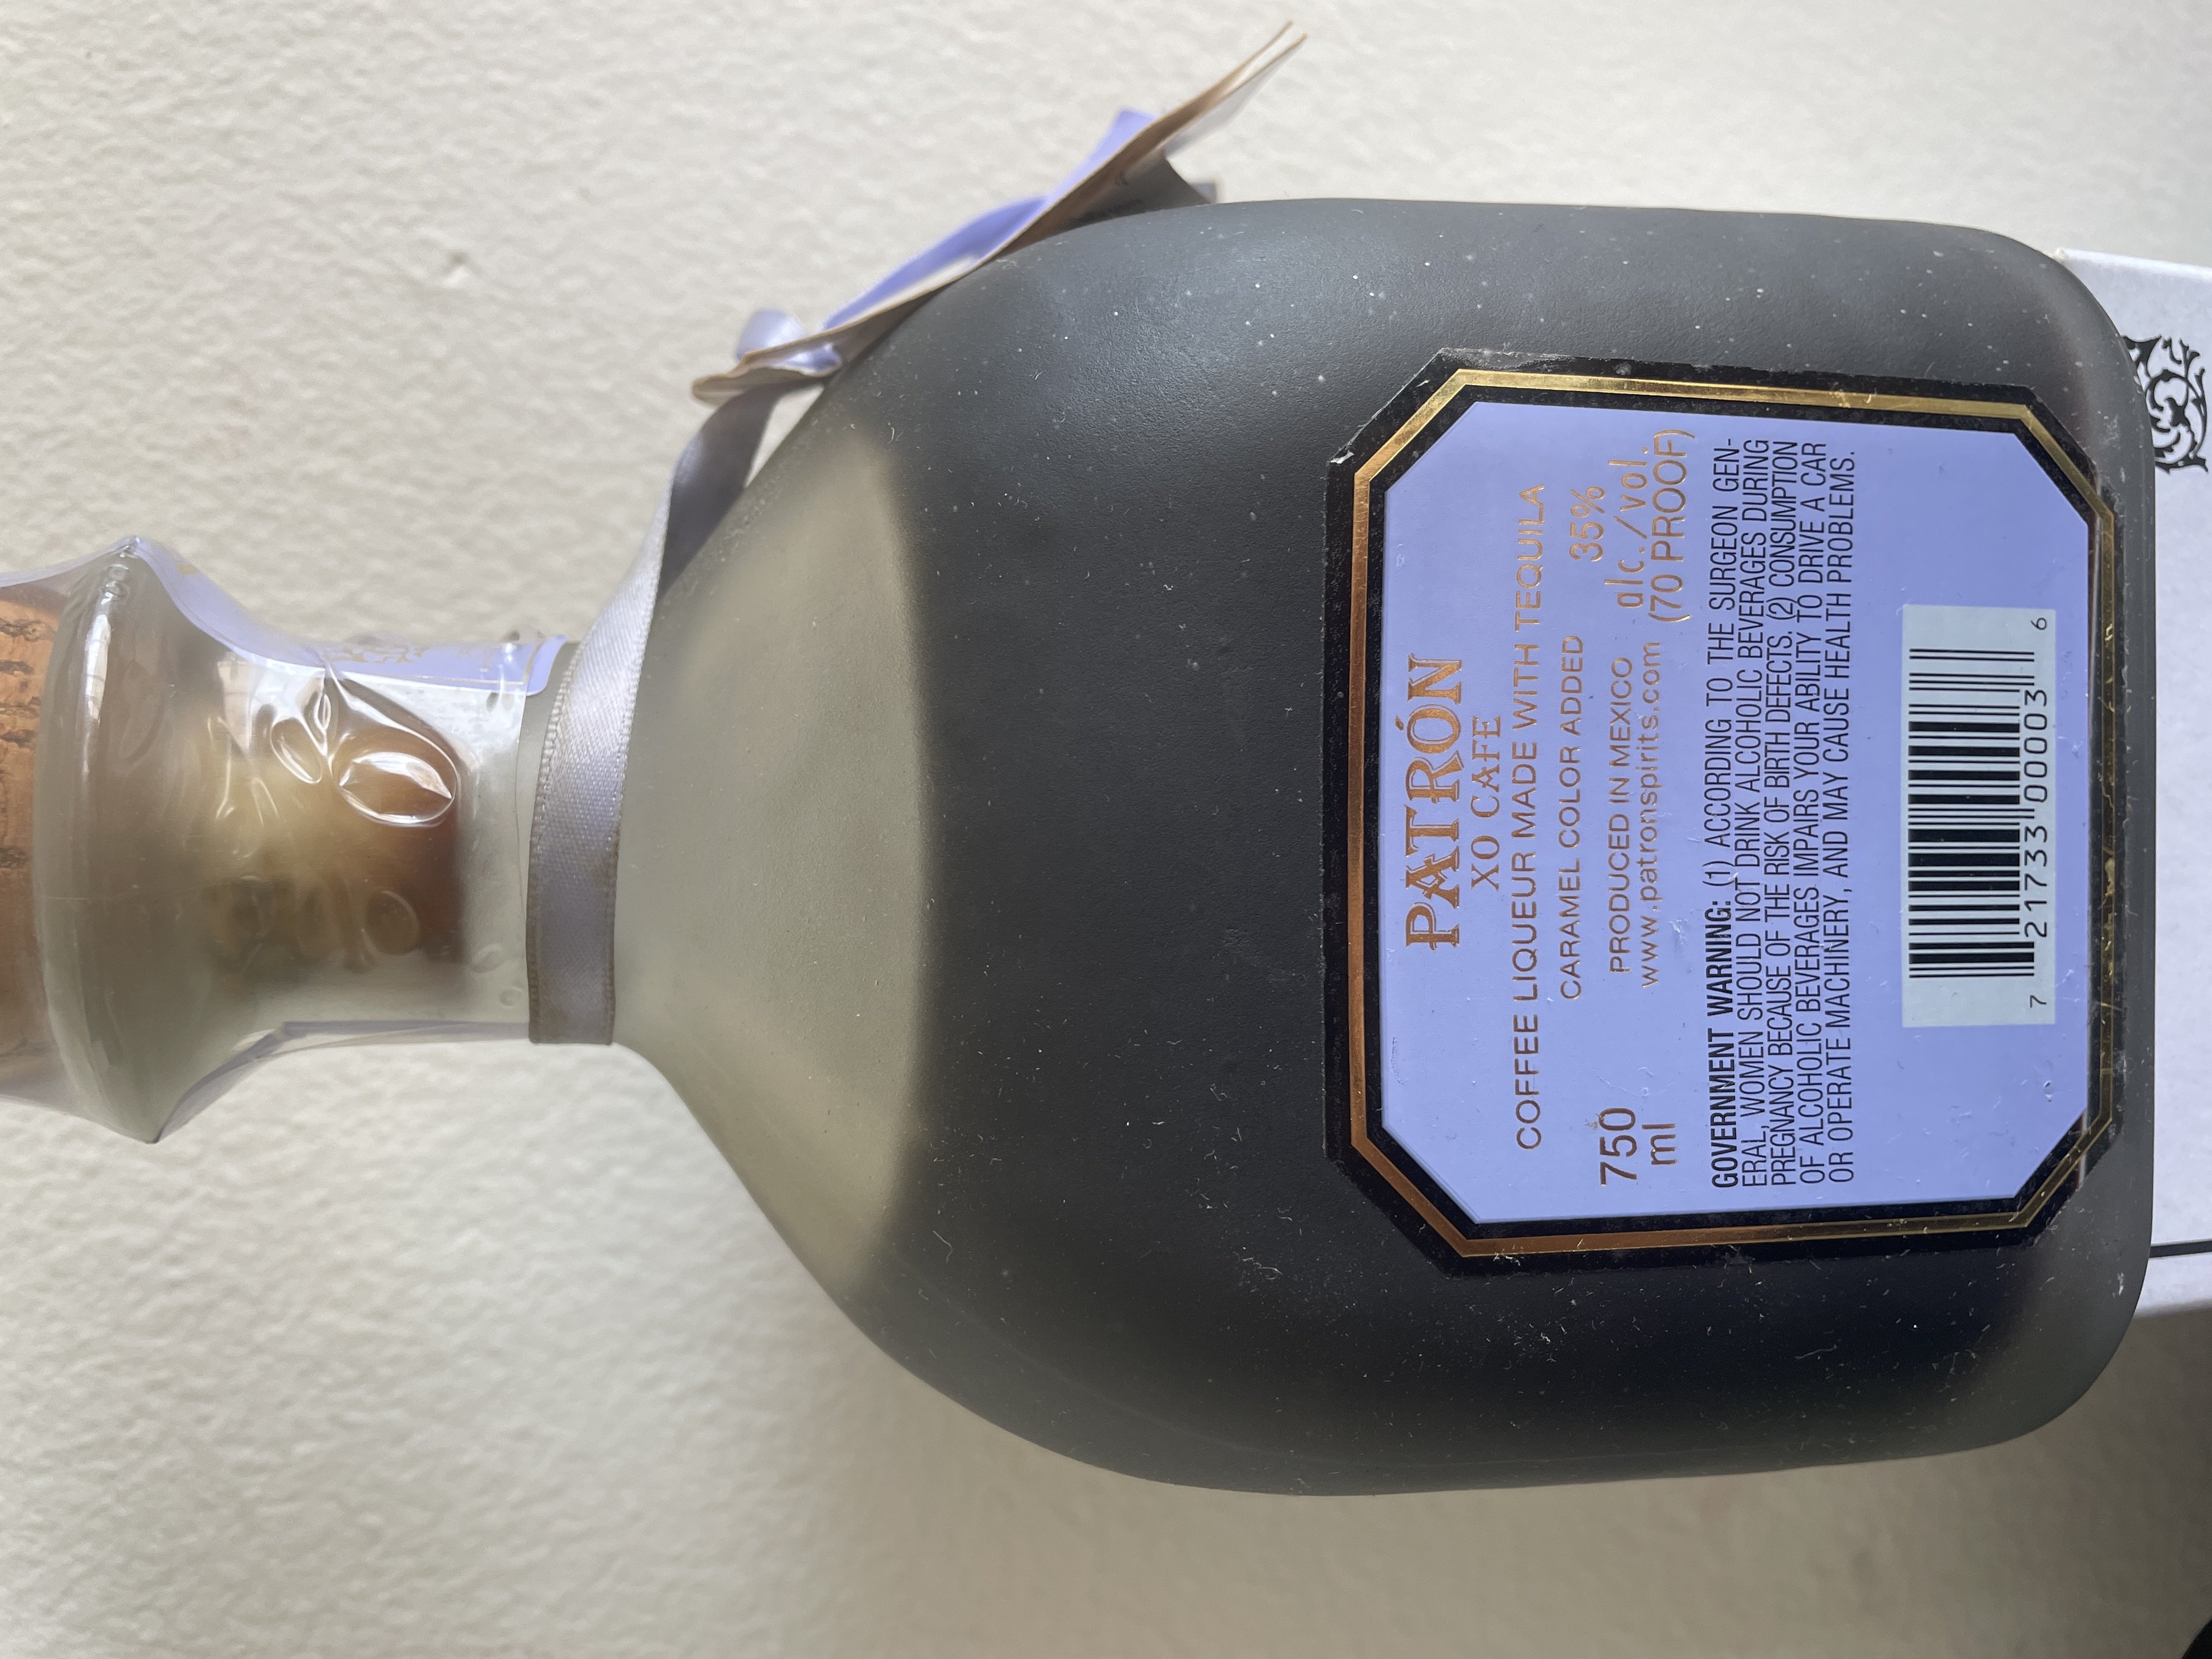 PATRÓN
XO CAFE
COFFEE LIQUEUR MADE WITH TEQUILA
CARAMEL COLOR ADDED
750 ml
PRODUCED IN MEXICO
www.patronspirits.com
35%
alc./vol.
(70 PROOF)
GOVERNMENT WARNING: (1) ACCORDING TO THE SURGEON GEN-
ERAL, WOMEN SHOULD NOT DRINK ALCOHOLIC BEVERAGES DURING
PREGNANCY BECAUSE OF THE RISK OF BIRTH DEFECTS. (2) CONSUMPTION
OF ALCOHOLIC BEVERAGES IMPAIRS YOUR ABILITY TO DRIVE A CAR
OR OPERATE MACHINERY, AND MAY CAUSE HEALTH PROBLEMS.
7 21733 00003 6